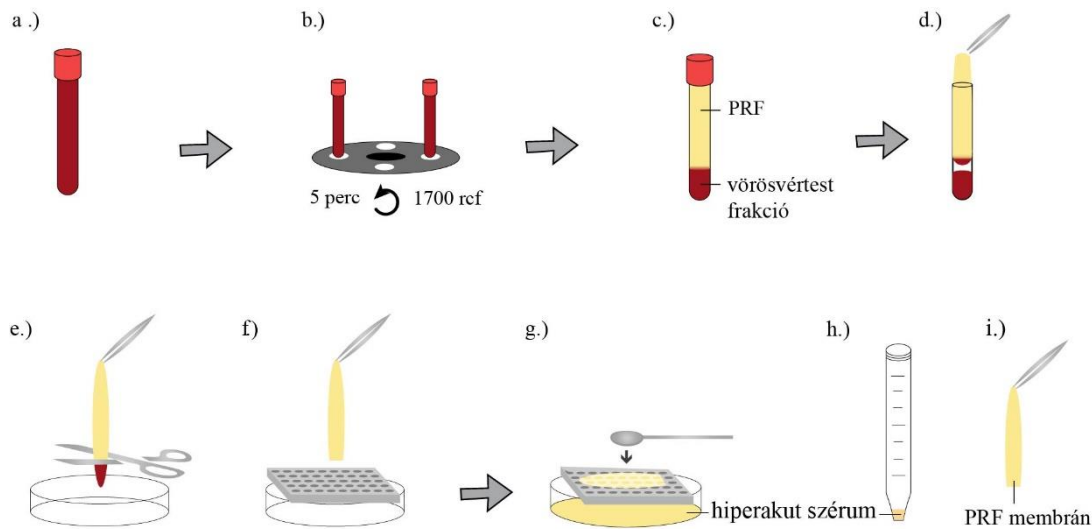 a .)
b.)
c.)
d.)
PRF
5 perc
1700 rcf
vörösvértest
frakció
e.)
f)
g.)
h.)
i.)
hiperakut szérum
PRF membrán